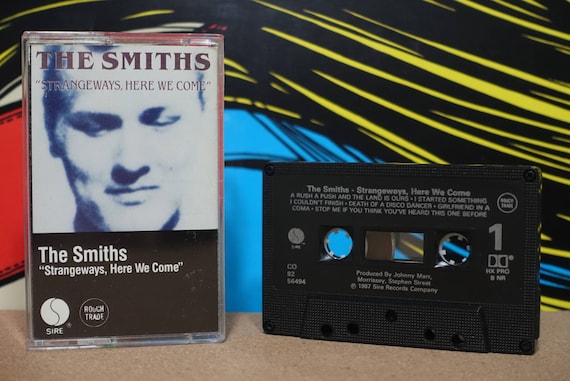 THE SMITHS
"STRANGEWAYS, HERE WE COME"
The Smiths
"Strangeways, Here We Come"
SIRE
ROUGH
TRADE
The Smiths - Strangeways, Here We Come
A RUSH A PUSH AND THE LAND IS OURS • I STARTED SOMETHING
I COULDN'T FINISH • DEATH OF A DISCO DANCER • GIRLFRIEND IN A
COMA • STOP ME IF YOU THINK YOU'VE HEARD THIS ONE BEFORE
ROUGH
TRADE
SIRE
1
CO
92
56494
HX PRO
B NR
Produced by Johnny Marr,
Morrissey, Stephen Street
© 1987 Sire Records Company